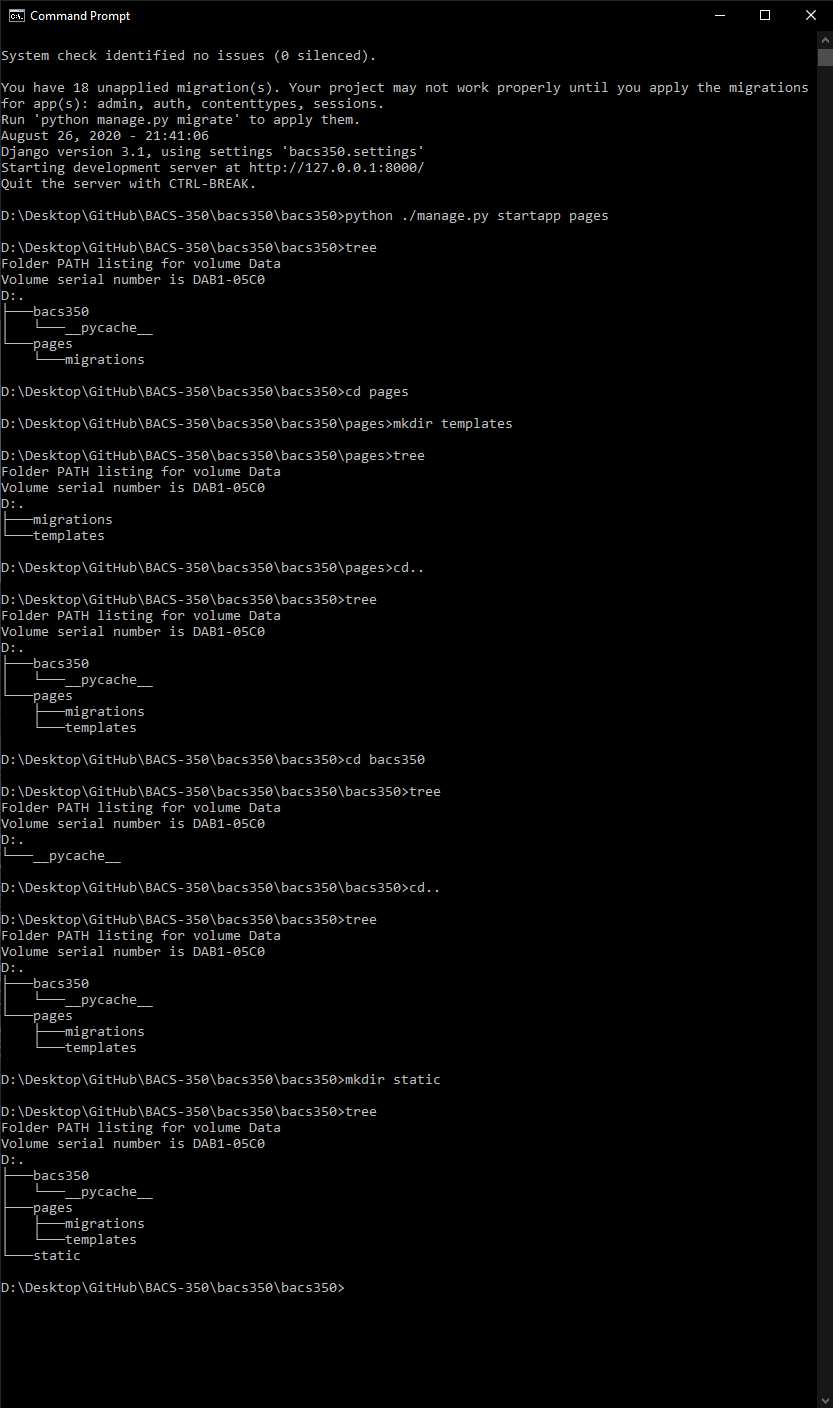 Command Prompt
System check identified no issues (0 silenced).
You have 18 unapplied migration(s). Your project may not work properly until you apply the migrations
for app(s): admin, auth, contenttypes, sessions.
Run 'python manage.py migrate' to apply them.
August 26, 2020 - 21:41:06
Django version 3.1, using settings 'bacs350.settings'
Starting development server at http://127.0.0.1:8000/
Quit the server with CTRL-BREAK.
D:\Desktop\GitHub\BACS-350\bacs350\bacs350>python ./manage.py startapp pages
D:\Desktop\GitHub\BACS-350\bacs350\bacs350>tree
Folder PATH listing for volume Data
Volume serial number is DAB1-05C0
D:.
├───bacs350
│   └───__pycache__
└───pages
    └───migrations
D:\Desktop\GitHub\BACS-350\bacs350\bacs350>cd pages
D:\Desktop\GitHub\BACS-350\bacs350\bacs350\pages>mkdir templates
D:\Desktop\GitHub\BACS-350\bacs350\bacs350\pages>tree
Folder PATH listing for volume Data
Volume serial number is DAB1-05C0
D:.
├───migrations
└───templates
D:\Desktop\GitHub\BACS-350\bacs350\bacs350\pages>cd..
D:\Desktop\GitHub\BACS-350\bacs350\bacs350>tree
Folder PATH listing for volume Data
Volume serial number is DAB1-05C0
D:.
├───bacs350
│   └───__pycache__
└───pages
    ├───migrations
    └───templates
D:\Desktop\GitHub\BACS-350\bacs350\bacs350>cd bacs350
D:\Desktop\GitHub\BACS-350\bacs350\bacs350\bacs350>tree
Folder PATH listing for volume Data
Volume serial number is DAB1-05C0
D:.
└───__pycache__
D:\Desktop\GitHub\BACS-350\bacs350\bacs350\bacs350>cd..
D:\Desktop\GitHub\BACS-350\bacs350\bacs350>tree
Folder PATH listing for volume Data
Volume serial number is DAB1-05C0
D:.
├───bacs350
│   └───__pycache__
└───pages
    ├───migrations
    └───templates
D:\Desktop\GitHub\BACS-350\bacs350\bacs350>mkdir static
D:\Desktop\GitHub\BACS-350\bacs350\bacs350>tree
Folder PATH listing for volume Data
Volume serial number is DAB1-05C0
D:.
├───bacs350
│   └───__pycache__
├───pages
│   ├───migrations
│   └───templates
└───static
D:\Desktop\GitHub\BACS-350\bacs350\bacs350>